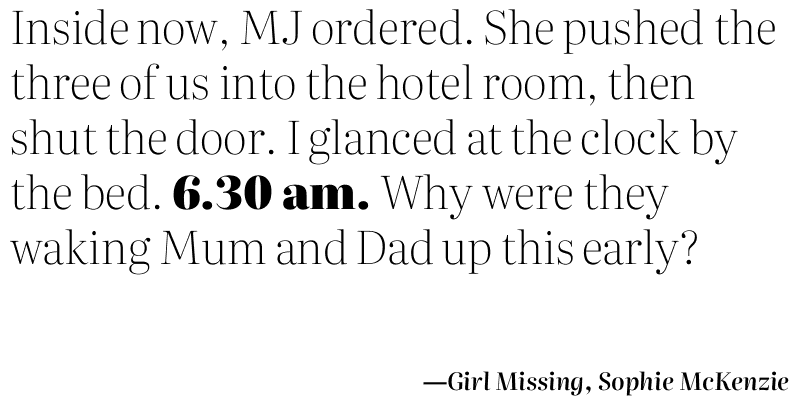 Inside now, MJ ordered. She pushed the
three of us into the hotel room, then
shut the door. I glanced at the clock by
the bed. 6.30 am. Why were they
waking Mum and Dad up this early?
—Girl Missing, Sophie McKenzie